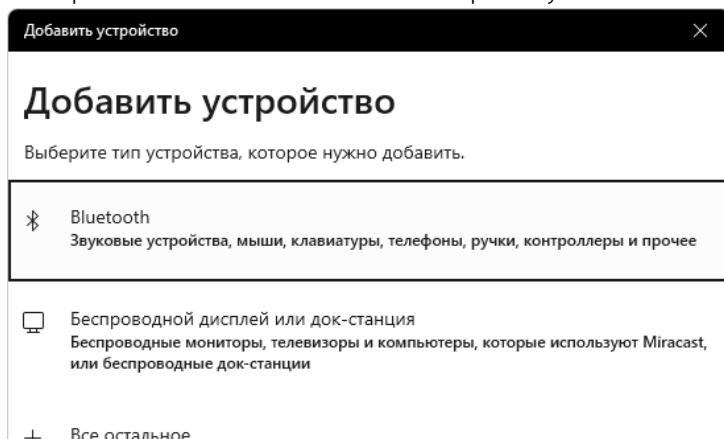 Добавить устройство
Добавить устройство
Выберите тип устройства, которое нужно добавить.
Bluetooth
Звуковые устройства, мыши, клавиатуры, телефоны, ручки, контроллеры и прочее
Беспроводной дисплей или док-станция
Беспроводные мониторы, телевизоры и компьютеры, которые используют Miracast,
или беспроводные док-станции
Все остальное